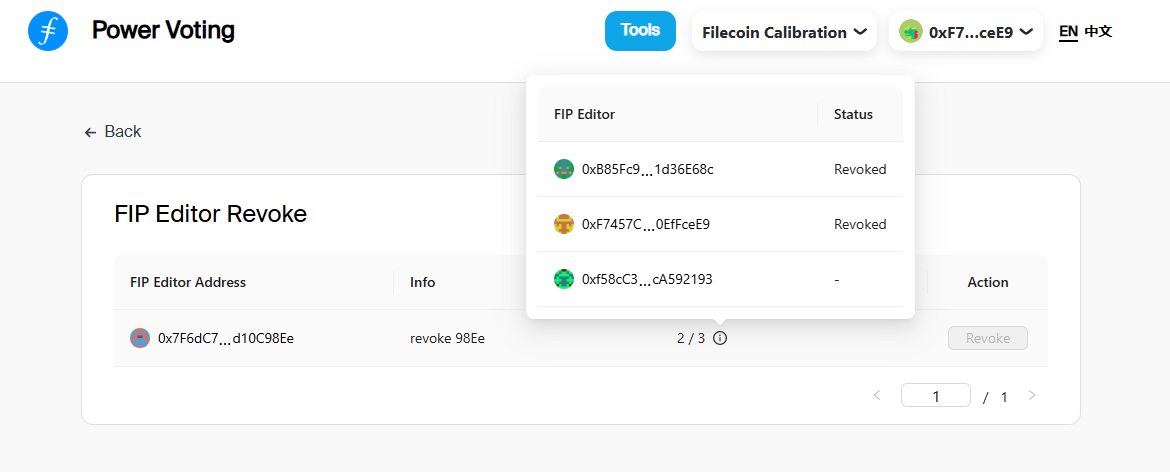 Power Voting
Tools
Filecoin Calibration
0xF7...ceE9
EN 中文
Back
FIP Editor Revoke
FIP Editor Address Info Action
0x7F6dC7...d10C98Ee revoke 98Ee 2 / 3 Revoke
FIP Editor Status
0xB85Fc9...1d36E68c Revoked
0xF7457C...0EfFceE9 Revoked
0xf58cC3...cA592193 -
< 1 / 1 >